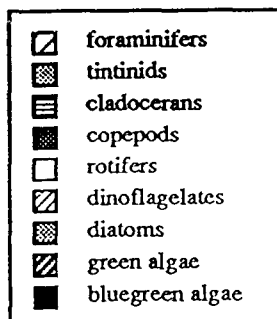 foraminifers
tintinids
cladocerans
copepods
rotifers
dinoflagelates
diatoms
green algae
bluegreen algae